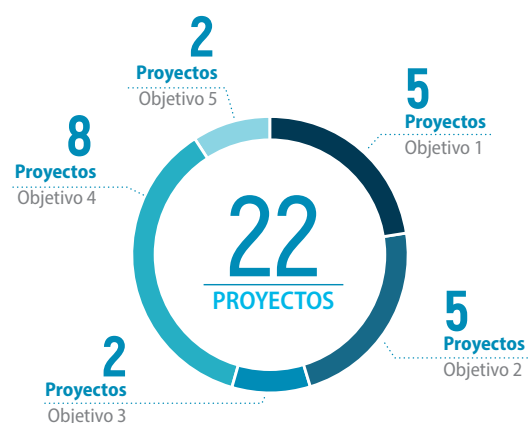 2
Proyectos
Objetivo 5
5
Proyectos
Objetivo 1
8
Proyectos
Objetivo 4
22
PROYECTOS
5
Proyectos
Objetivo 2
2
Proyectos
Objetivo 3